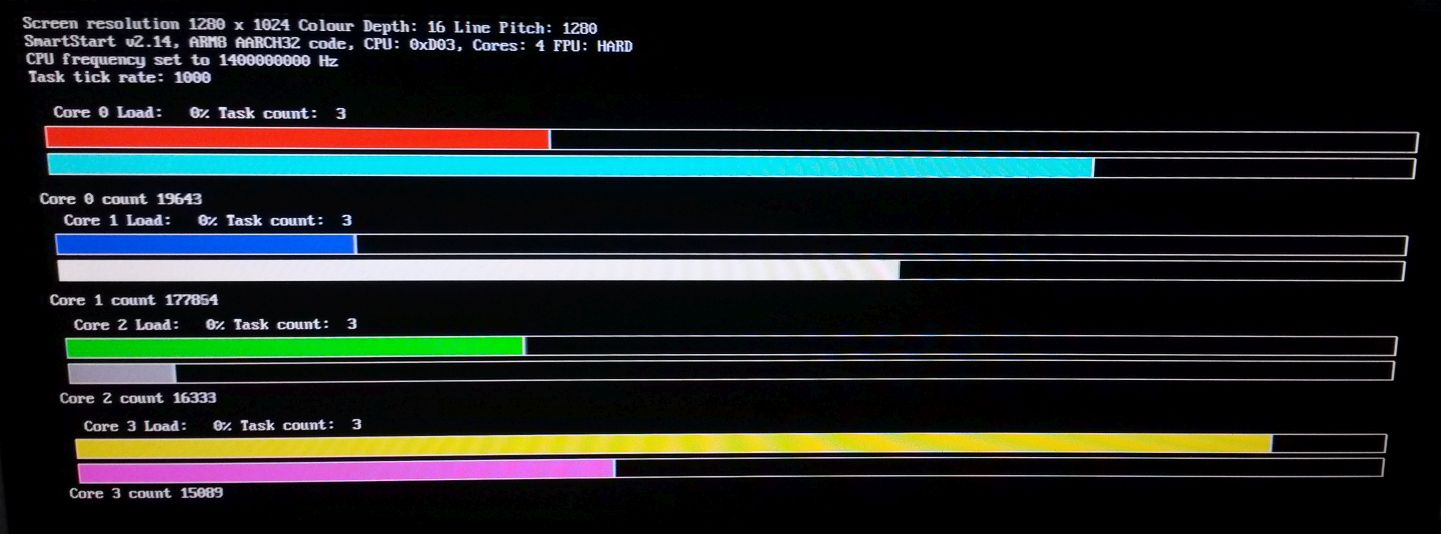 Screen resolution 1280 x 1024 Colour Depth: 16 Line Pitch: 1280
SmartStart v2.14, ARM8 AARCH32 code, CPU: 0xD03, Cores: 4 FPU: HARD
CPU frequency set to 1400000000 Hz
Task tick rate: 1000
Core 0 Load: 0% Task count: 3
Core 0 count 19643
Core 1 Load: 0% Task count: 3
Core 1 count 177854
Core 2 Load: 0% Task count: 3
Core 2 count 16333
Core 3 Load: 0% Task count: 3
Core 3 count 15089